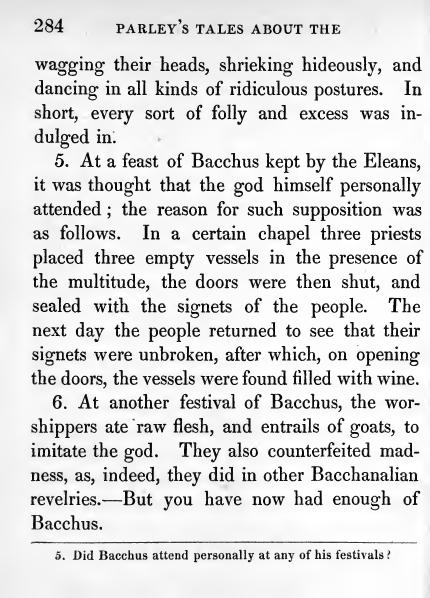 284 PARLEY'S TALES ABOUT THE
wagging their heads, shrieking hideously, and
dancing in all kinds of ridiculous postures. In
short, every sort of folly and excess was in-
dulged in.
5. At a feast of Bacchus kept by the Eleans,
it was thought that the god himself personally
attended ; the reason for such supposition was
as follows. In a certain chapel three priests
placed three empty vessels in the presence of
the multitude, the doors were then shut, and
sealed with the signets of the people. The
next day the people returned to see that their
signets were unbroken, after which, on opening
the doors, the vessels were found filled with wine.
6. At another festival of Bacchus, the wor-
shippers ate raw flesh, and entrails of goats, to
imitate the god. They also counterfeited mad-
ness, as, indeed, they did in other Bacchanalian
revelries.—But you have now had enough of
Bacchus.
5. Did Bacchus attend personally at any of his festivals?